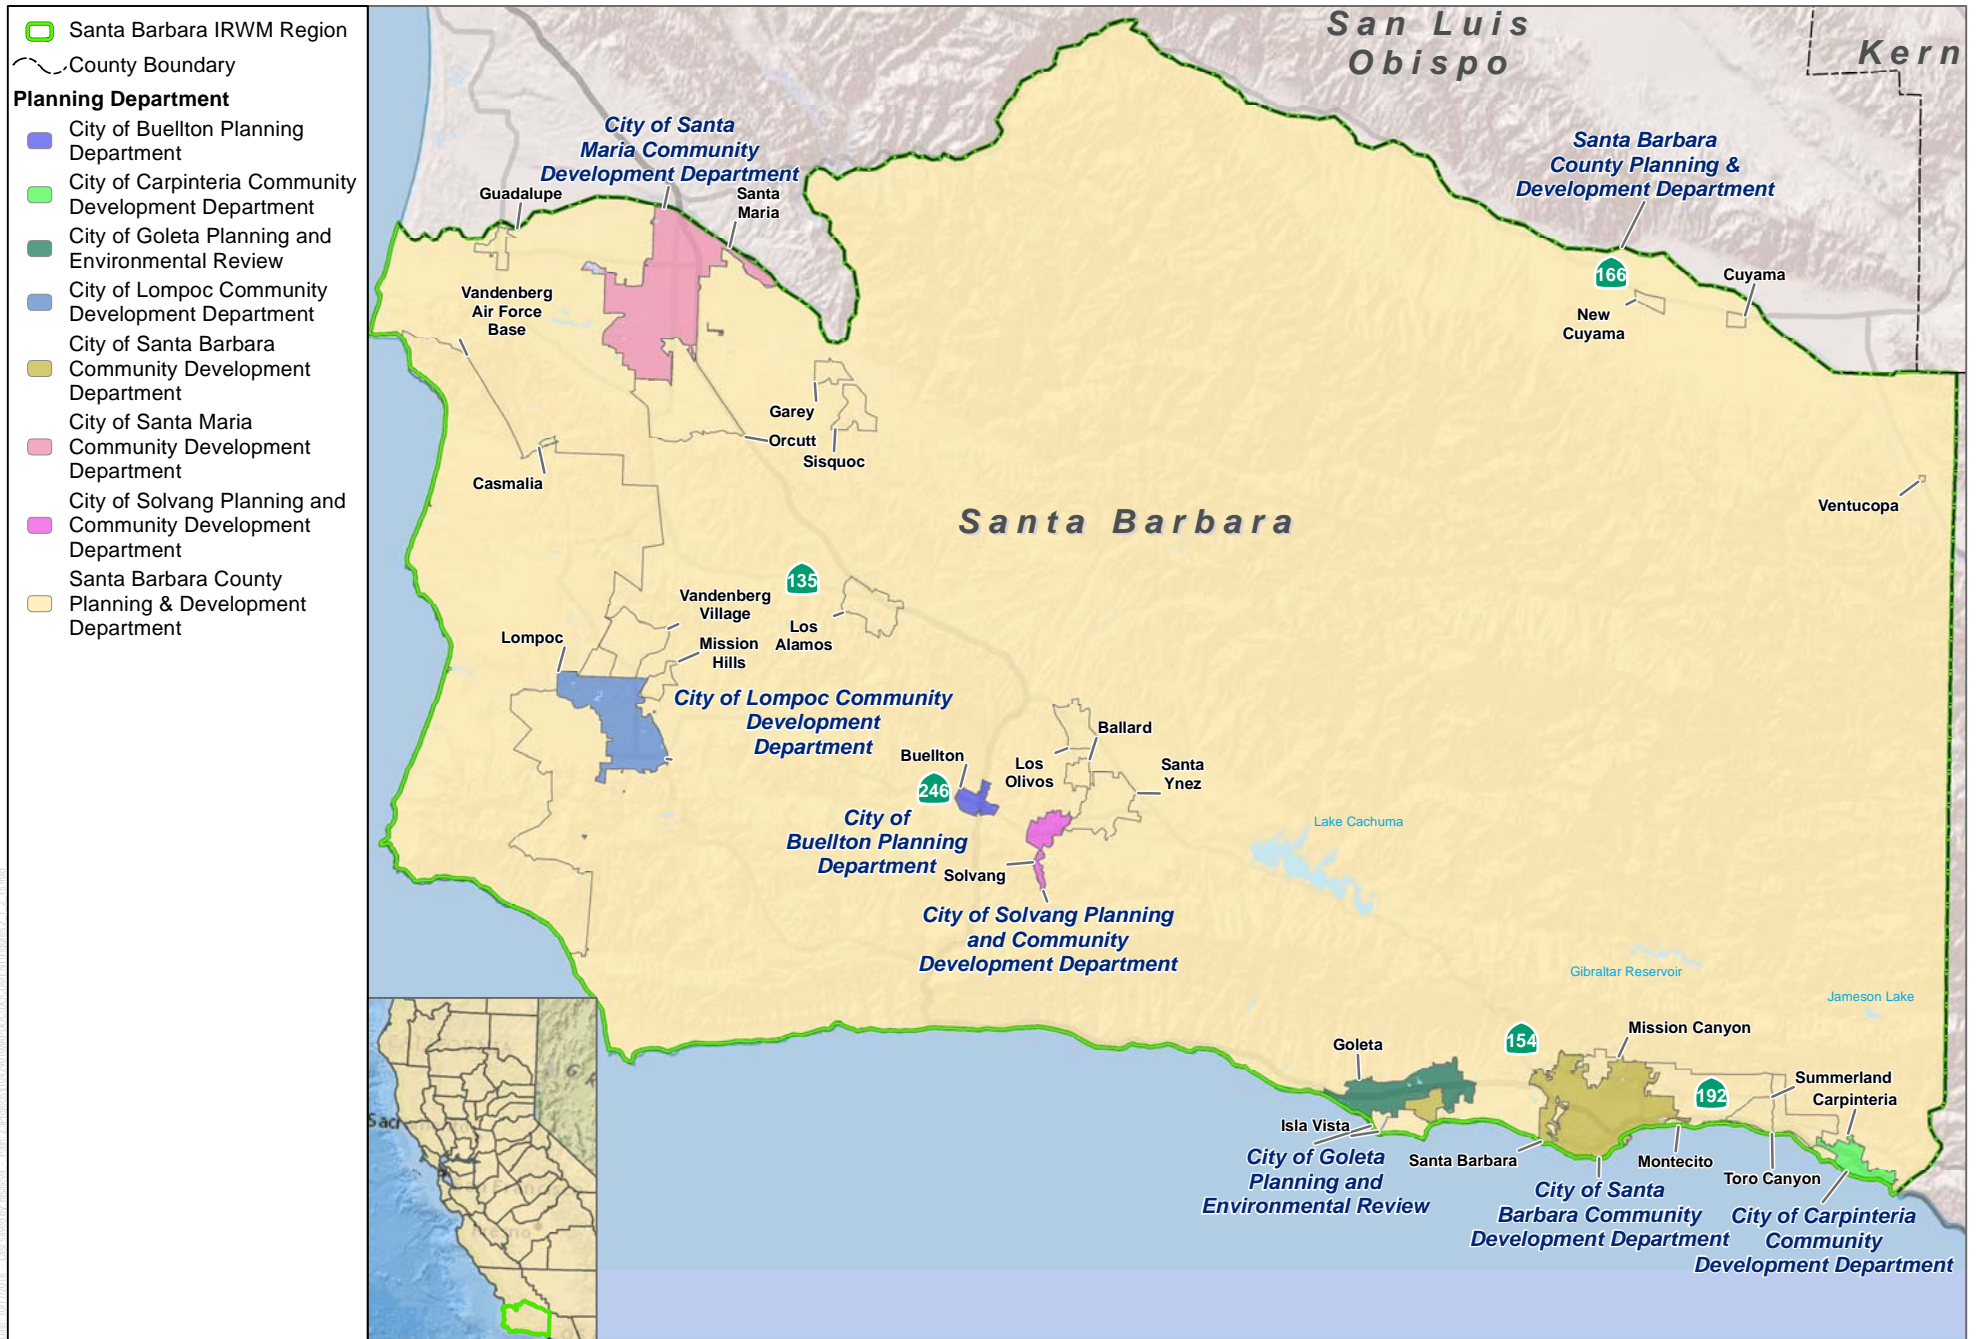 Santa Barbara IRWM Region
County Boundary
Planning Department
City of Buellton Planning
Department
City of Carpinteria Community
Development Department
City of Goleta Planning and
Environmental Review
City of Lompoc Community
Development Department
City of Santa Barbara
Community Development
Department
City of Santa Maria
Community Development
Department
City of Solvang Planning and
Community Development
Department
Santa Barbara County
Planning & Development
Department
San Luis
Obispo
Kern
City of Santa
Maria Community
Development Department
Santa Barbara
County Planning &
Development Department
Guadalupe
Santa
Maria
166
Cuyama
New
Cuyama
Vandenberg
Air Force
Base
Garey
Orcutt
Sisquoc
Casmalia
Ventucopa
Santa Barbara
135
Vandenberg
Village
Los
Alamos
Mission
Hills
Lompoc
City of Lompoc Community
Development
Department
Ballard
Buellton
Los
Olivos
Santa
Ynez
246
City of
Buellton Planning
Department
Solvang
Lake Cachuma
City of Solvang Planning
and Community
Development Department
Gibraltar Reservoir
Jameson Lake
Mission Canyon
154
Goleta
Summerland
192
Carpinteria
Isla Vista
Santa Barbara
Montecito
Toro Canyon
City of Goleta
Planning and
Environmental Review
City of Santa
Barbara Community
Development Department
City of Carpinteria
Community
Development Department